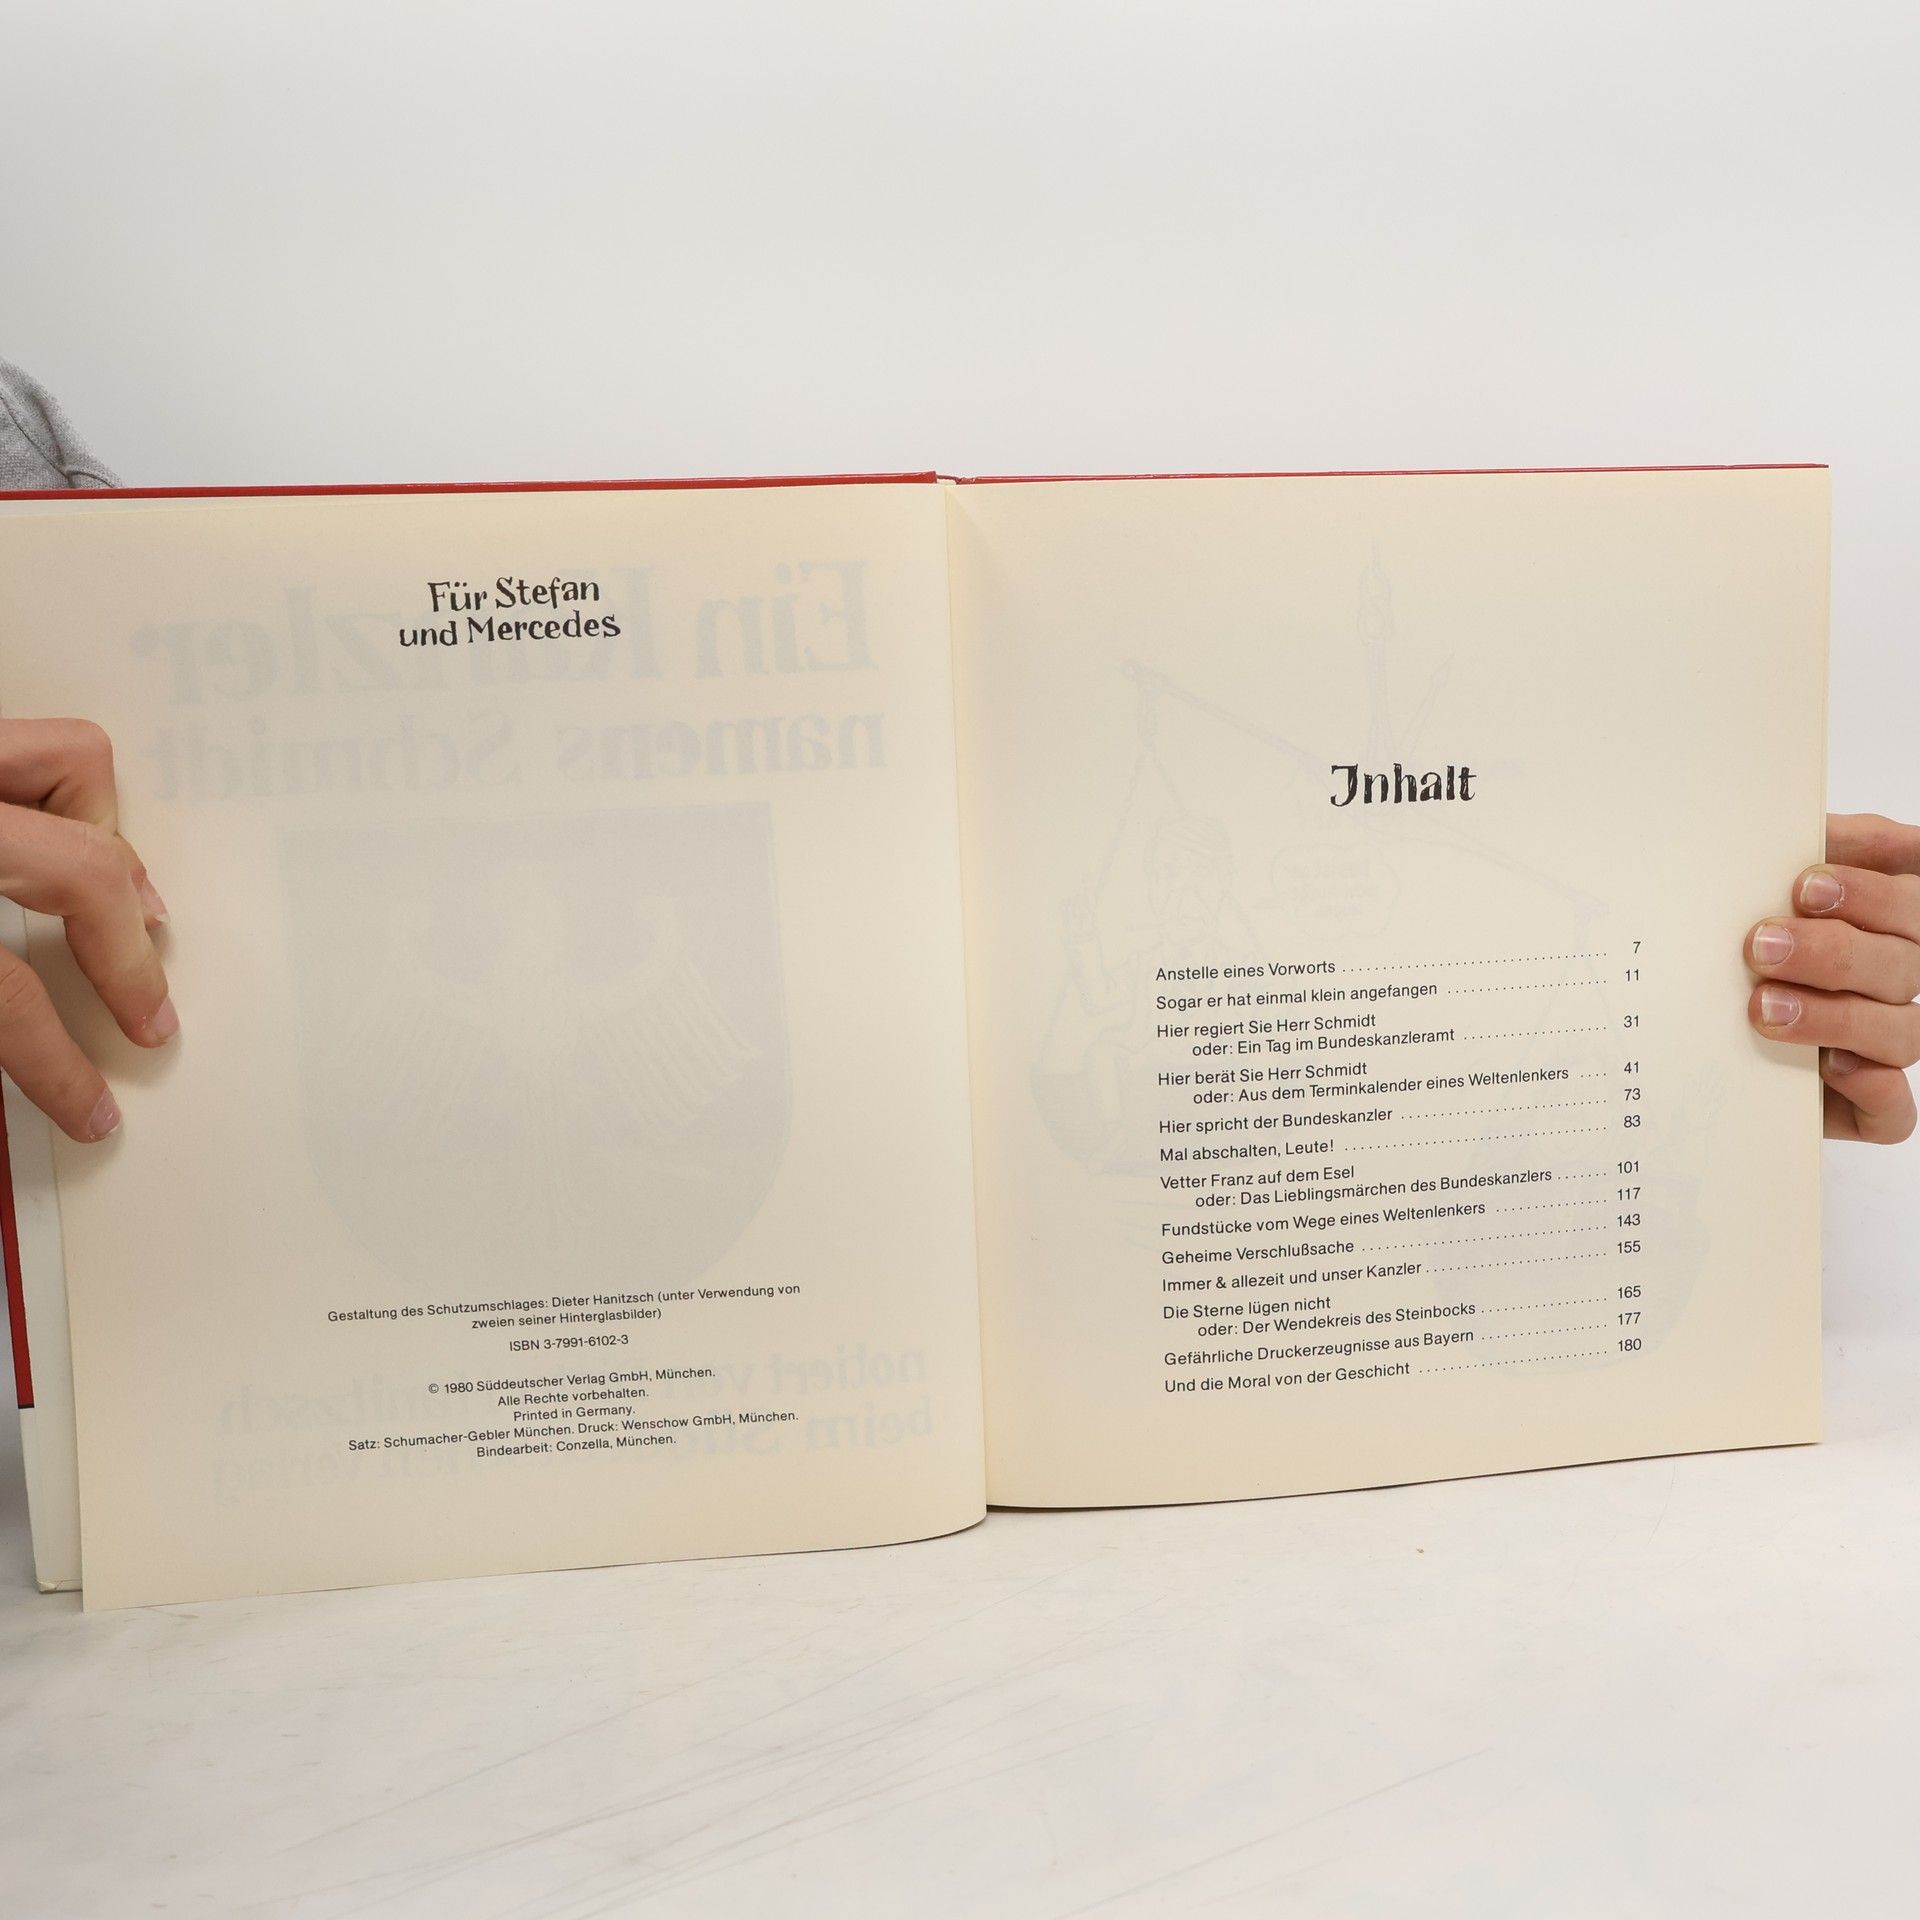 Für Stefan
und Mercedes
Ein Kanzler
namens Schmidt
Gestaltung des Schutzumschlages: Dieter Hanitzsch (unter Verwendung von
zweien seiner Hinterglasbilder)
ISBN 3-7991-6102-3
© 1980 Süddeutscher Verlag GmbH, München.
Alle Rechte vorbehalten.
Printed in Germany.
Satz: Schumacher-Gebler München. Druck: Wenschow GmbH, München.
Bindearbeit: Conzella, München.
Inhalt
Anstelle eines Vorworts 7
Sogar er hat einmal klein angefangen 11
Hier regiert Sie Herr Schmidt
oder: Ein Tag im Bundeskanzleramt 31
Hier berät Sie Herr Schmidt
oder: Aus dem Terminkalender eines Weltenlenkers 41
Hier spricht der Bundeskanzler 73
Mal abschalten, Leute! 83
Vetter Franz auf dem Esel
oder: Das Lieblingsmärchen des Bundeskanzlers 101
Fundstücke vom Wege eines Weltenlenkers 117
Geheime Verschlußsache 143
Immer & allezeit und unser Kanzler 155
Die Sterne lügen nicht
oder: Der Wendekreis des Steinbocks 165
Gefährliche Druckerzeugnisse aus Bayern 177
Und die Moral von der Geschicht 180